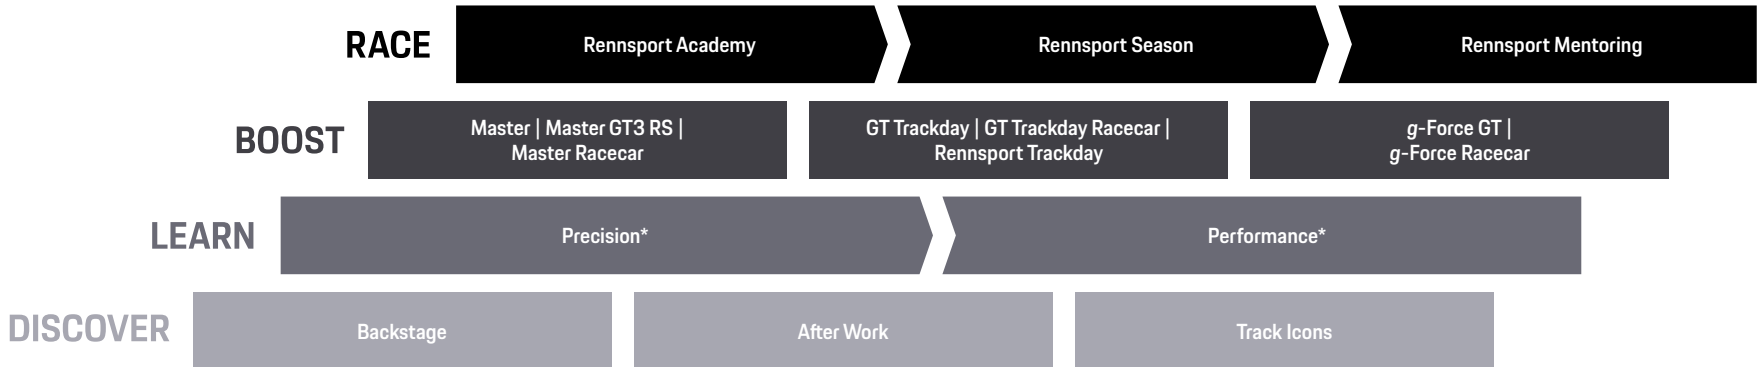 RACE
Rennsport Academy
Rennsport Season
Rennsport Mentoring
BOOST
Master | Master GT3 RS |
Master Racecar
GT Trackday | GT Trackday Racecar |
Rennsport Trackday
g-Force GT |
g-Force Racecar
LEARN
Precision*
Performance*
DISCOVER
Backstage
After Work
Track Icons